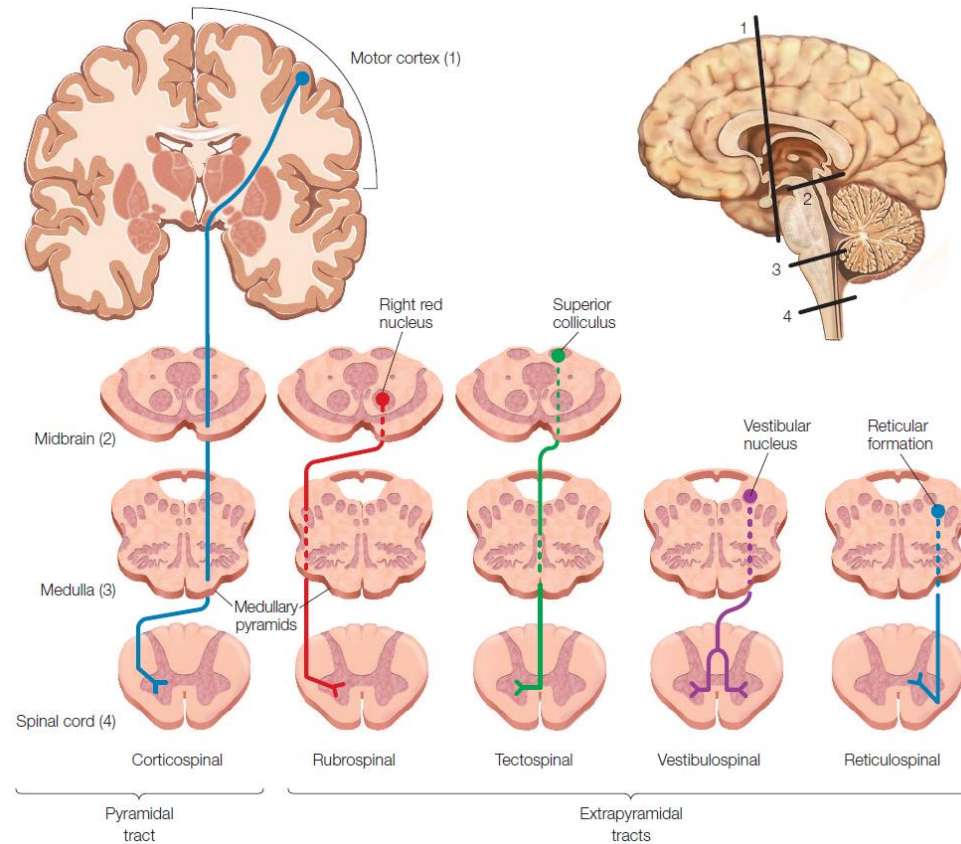 Motor cortex (1)
1
2
3
4
Right red
nucleus
Superior
colliculus
Midbrain (2)
Vestibular
nucleus
Reticular
formation
Medulla (3)
Medullary
pyramids
Spinal cord (4)
Corticospinal
Rubrospinal
Tectospinal
Vestibulospinal
Reticulospinal
Pyramidal
tract
Extrapyramidal
tracts